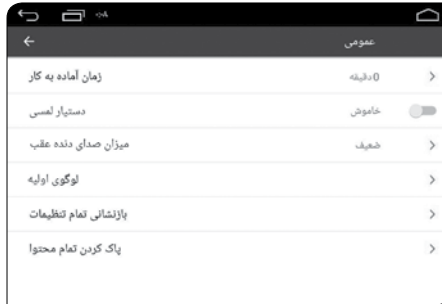 عمومی
زمان آماده به کار 0دقیقه
دستیار لمسی خاموش
میزان صدای دنده عقب ضعیف
لوگوی اولیه
بازنشانی تمام تنظیمات
پاک کردن تمام محتوا